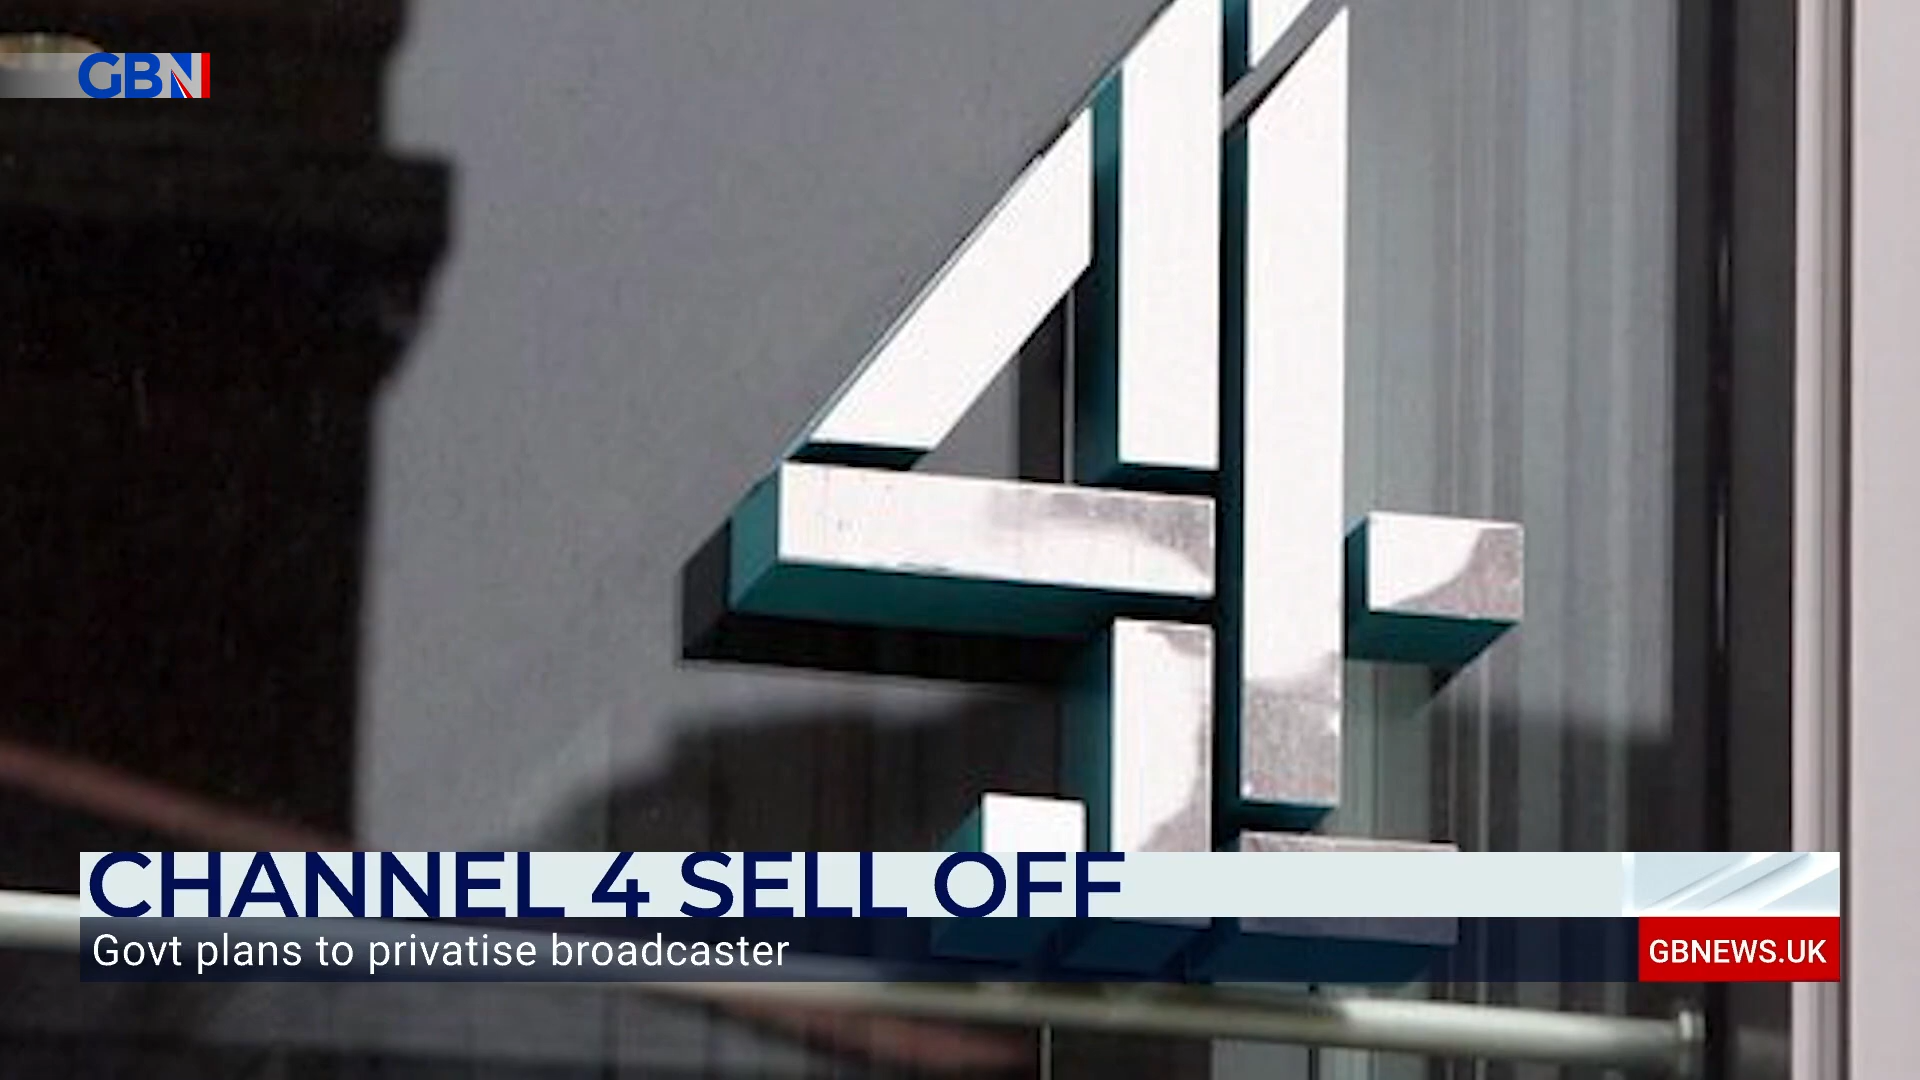 GBN
CHANNEL 4 SELL OFF
Govt plans to privatise broadcaster
GBNEWS.UK